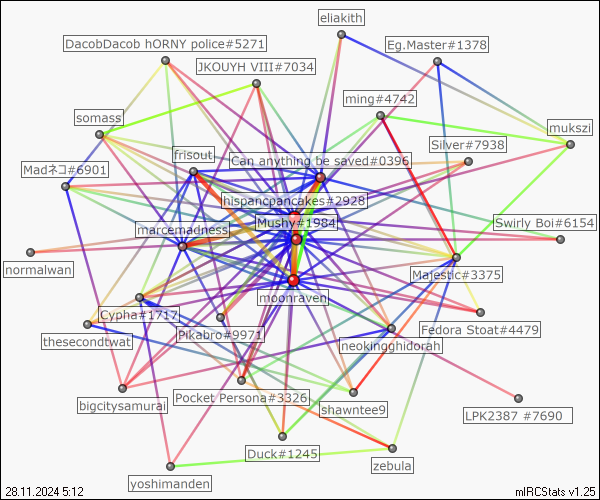 eliakith
DacobDacob hORNY police#5271
Eg.Master#1378
JKOUYH VIII#7034
ming#4742
somass
mukszi
Silver#7938
frisout
Can anything be saved#0396
Madネコ#6901
hispancpancakes#2928
Mushy#1984
Swirly Boi#6154
marcemadness
normalwan
Majestic#3375
moonraven
Cypha#1717
Fedora Stoat#4479
thesecondtwat
Pikabro#9971
neokingghidorah
Pocket Persona#3326
bigcitysamurai
shawntee9
LPK2387 #7690
Duck#1245
zebula
yoshimanden
28.11.2024 5:12
mIRCStats v1.25